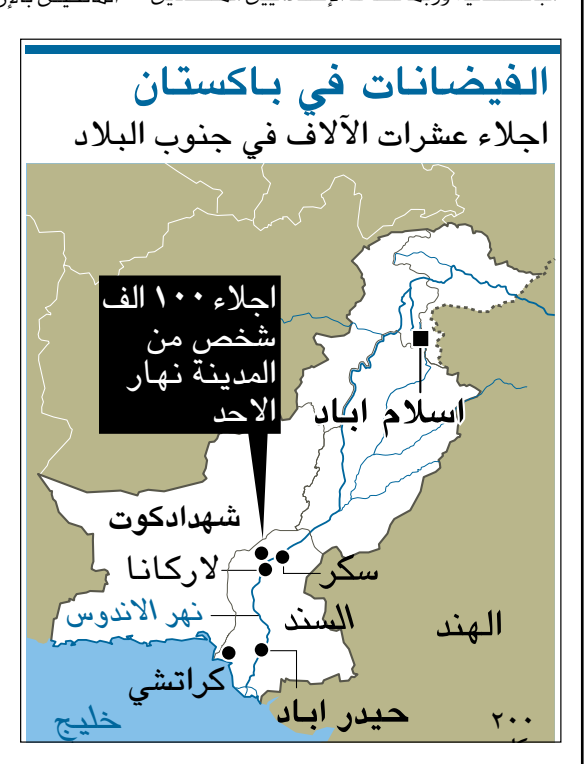 الفيضانات في باكستان
اجلاء عشرات الآلاف في جنوب البلاد
اجلاء ١٠٠ الف
شخص من
المدينة نهار
الاحد
اسلام اباد
شهدادكوت
لاركانا
سكر
نهر الاندوس
السند
الهند
كراتشي
حيدر اباد
خليج
٢٠٠